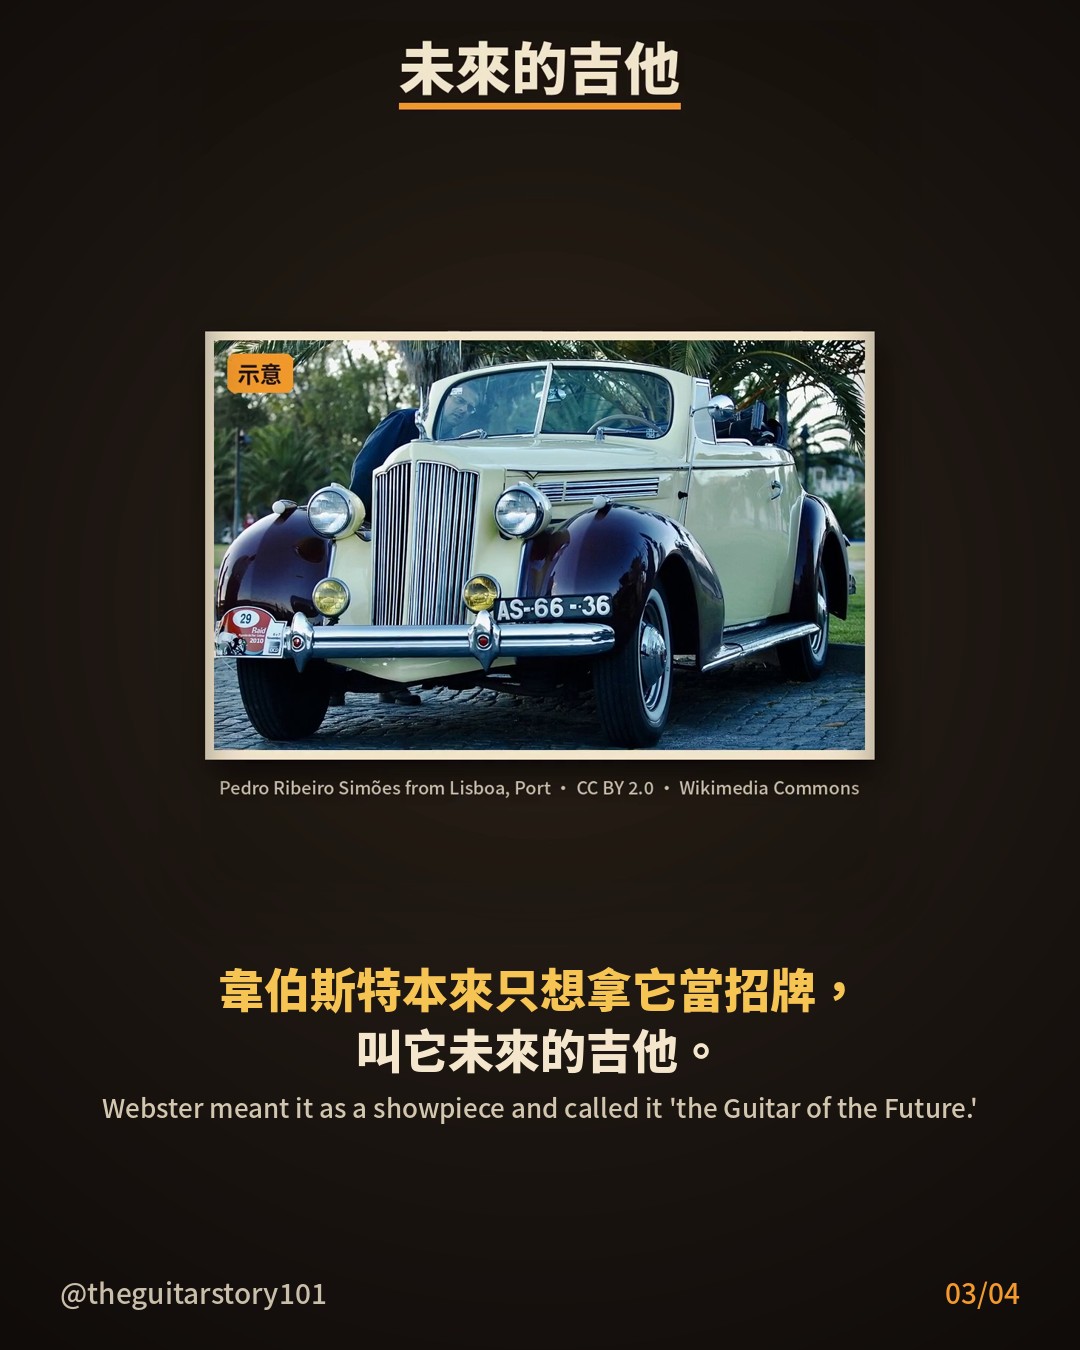 未來的吉他
示意
AS-66-36
29
Raid
2010
Pedro Ribeiro Simões from Lisboa, Port • CC BY 2.0 • Wikimedia Commons
韋伯斯特本來只想拿它當招牌，
叫它未來的吉他。
Webster meant it as a showpiece and called it 'the Guitar of the Future.'
@theguitarstory101
03/04